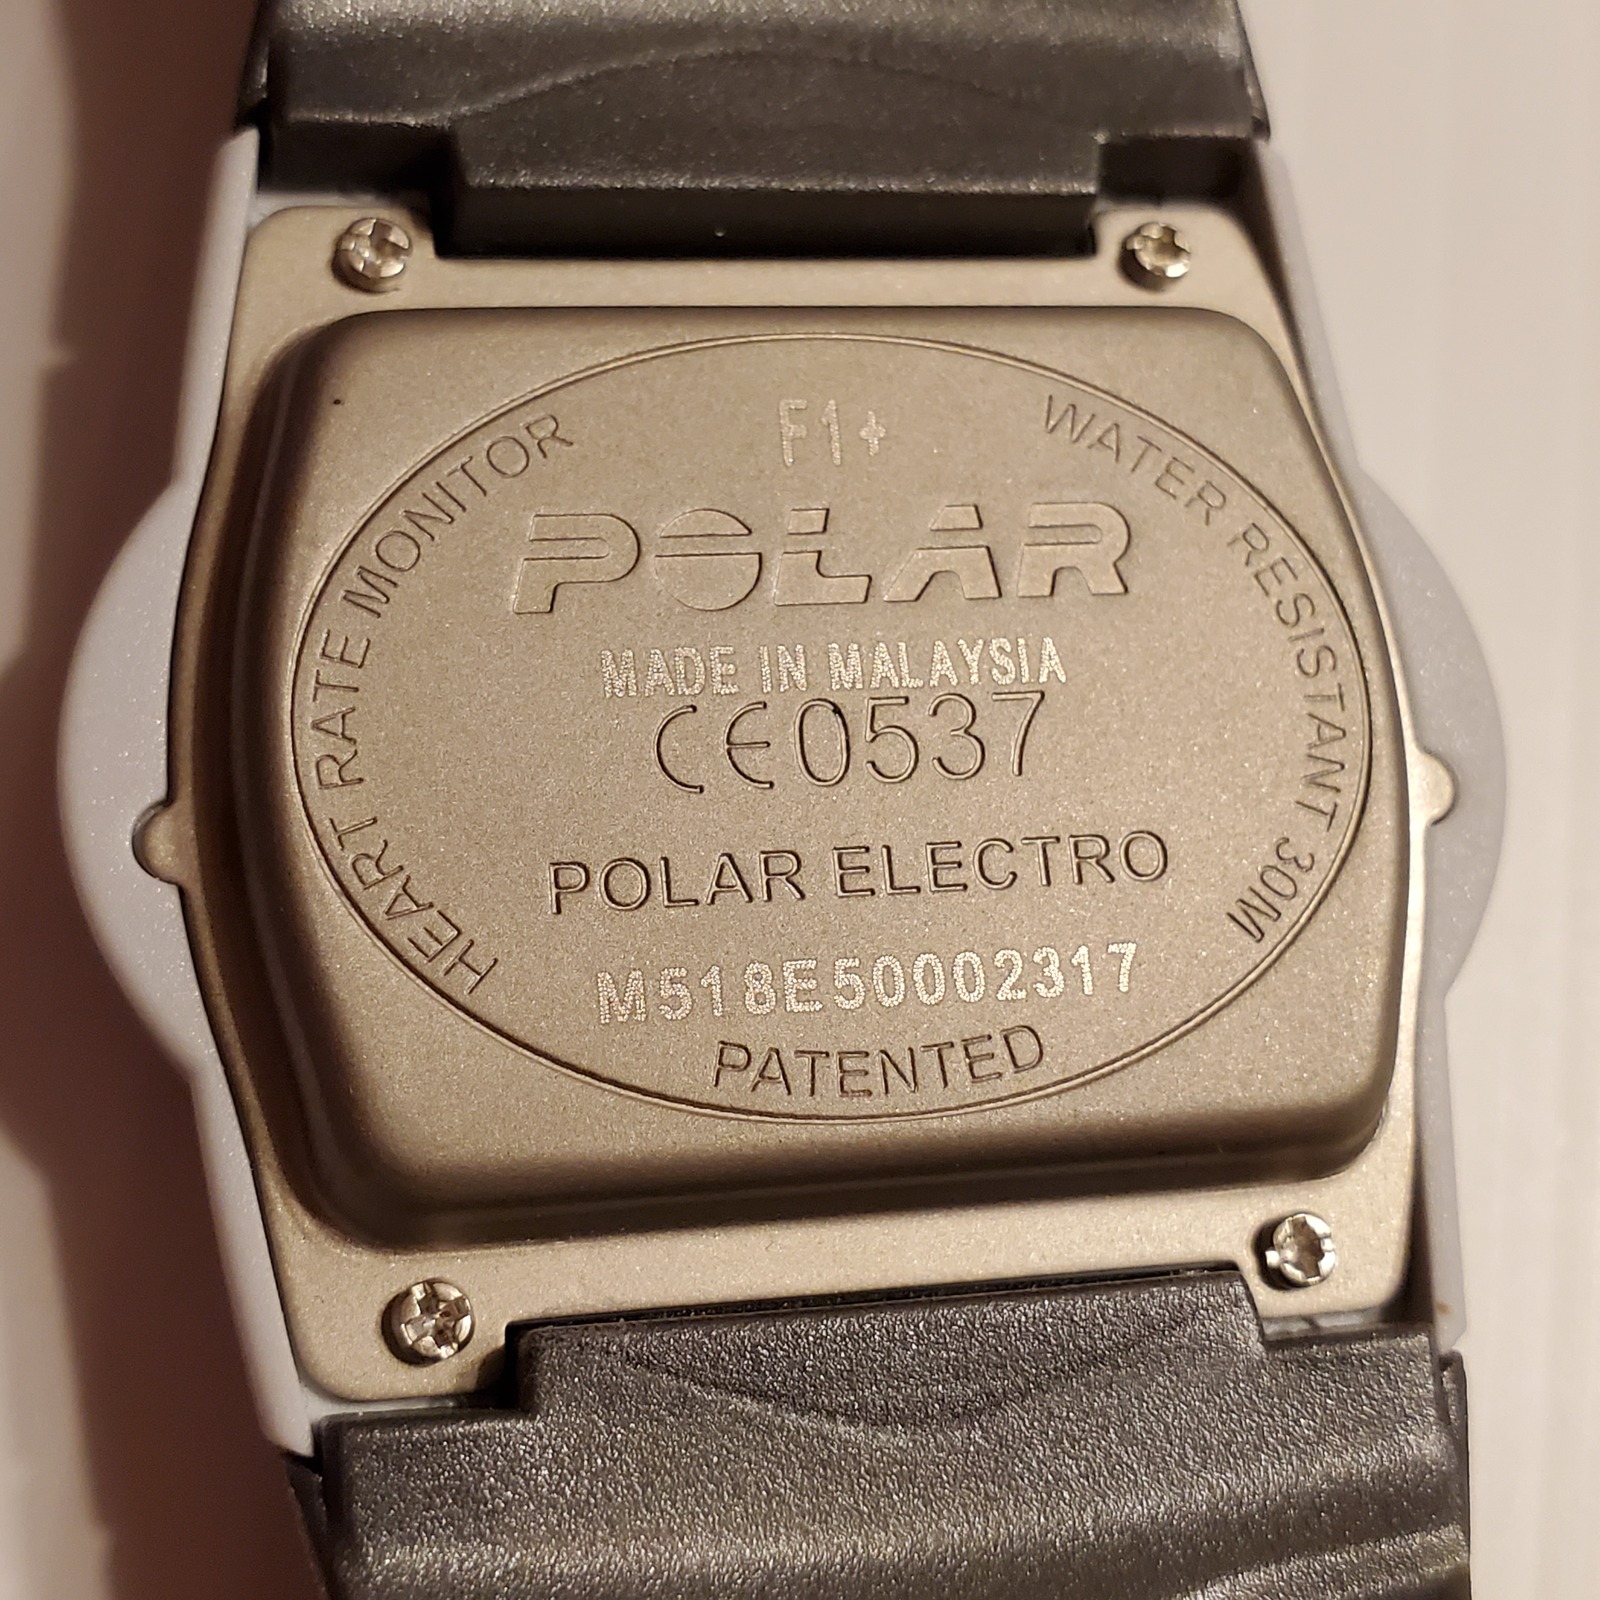 F1+
HEART RATE MONITOR
WATER RESISTANT 30M
POLAR
MADE IN MALAYSIA
CE0537
POLAR ELECTRO
M518E50002317
PATENTED